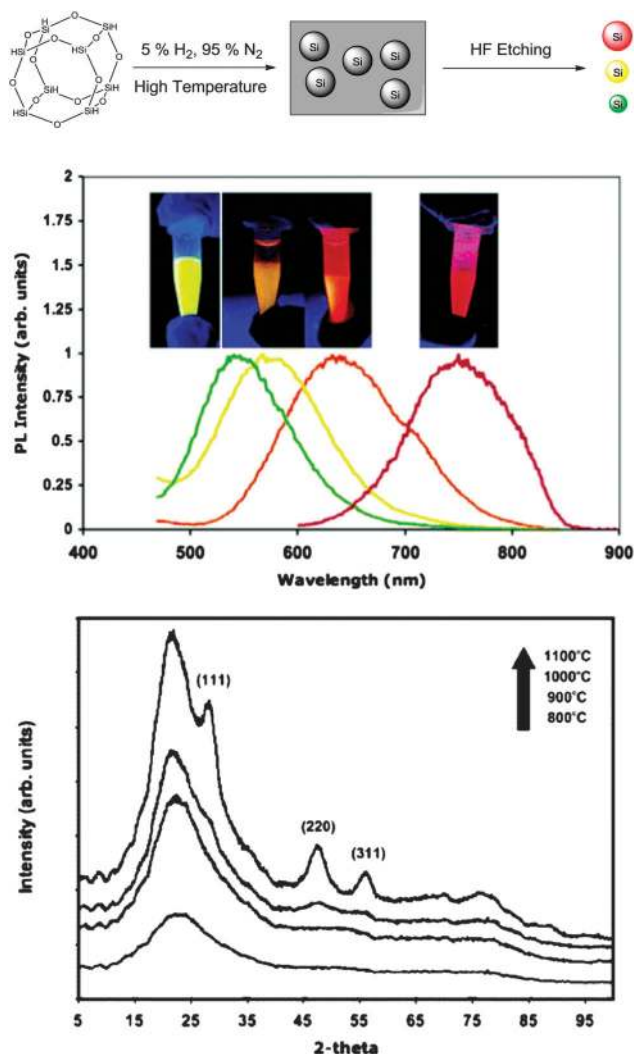 H
SiH
Si
O
O
O
HSi
HSi
O
O
O
O
O
SiH
SiH
O
O
O
HSi
SiH
O
5 % H2, 95 % N2
High Temperature
Si
Si
Si
Si
Si
HF Etching
Si
Si
Si
2
1.75
1.5
1.25
1
0.75
0.5
0.25
0
PL Intensity (arb. units)
400 500 600 700 800 900
Wavelength (nm)
1100°C
1000°C
900°C
800°C
(111)
(220)
(311)
Intensity (arb. units)
5 15 25 35 45 55 65 75 85 95
2-theta